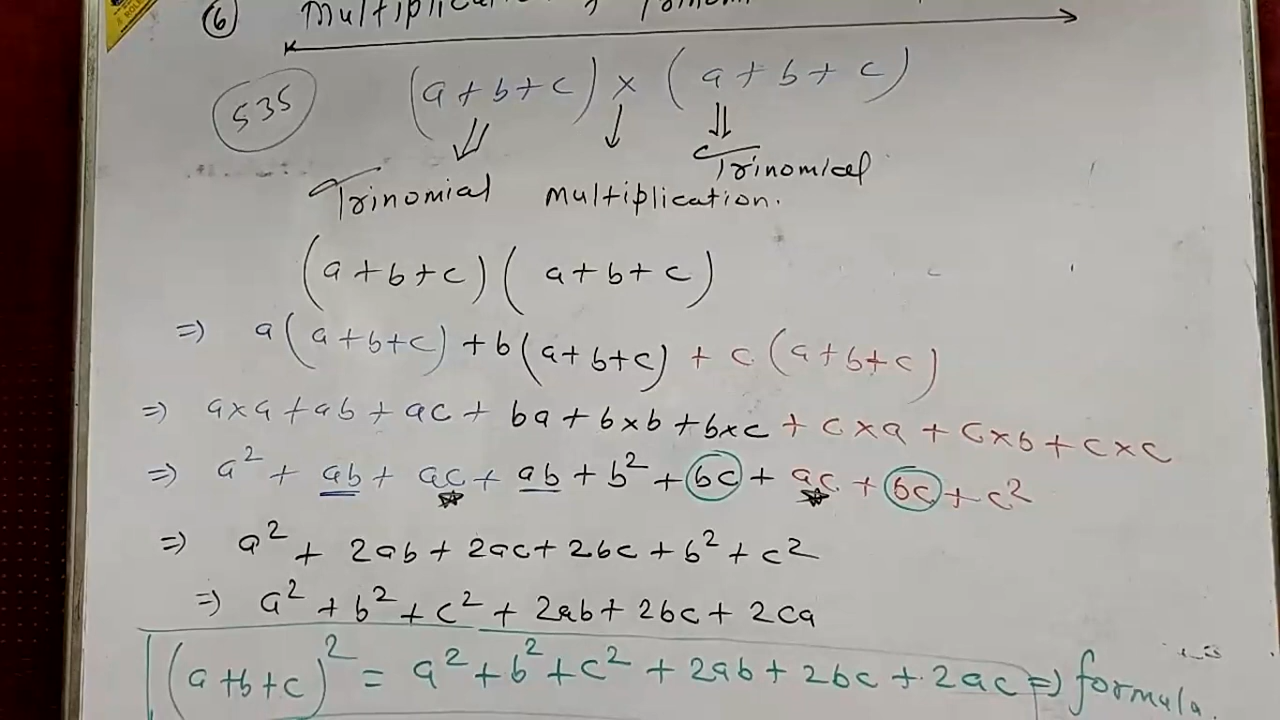 ⑥ Multiplication
535 (a+b+c) × (a+b+c)
Trinomial multiplication. Trinomial
(a+b+c)(a+b+c)
⇒ a(a+b+c)+b(a+b+c)+c(a+b+c)
⇒ a×a+ab+ac+ba+b×b+b×c+c×a+c×b+c×c
⇒ a²+ab+ac+ab+b²+bc+ac+bc+c²
⇒ a²+2ab+2ac+2bc+b²+c²
⇒ a²+b²+c²+2ab+2bc+2ca
(a+b+c)²=a²+b²+c²+2ab+2bc+2ac⇒formula.